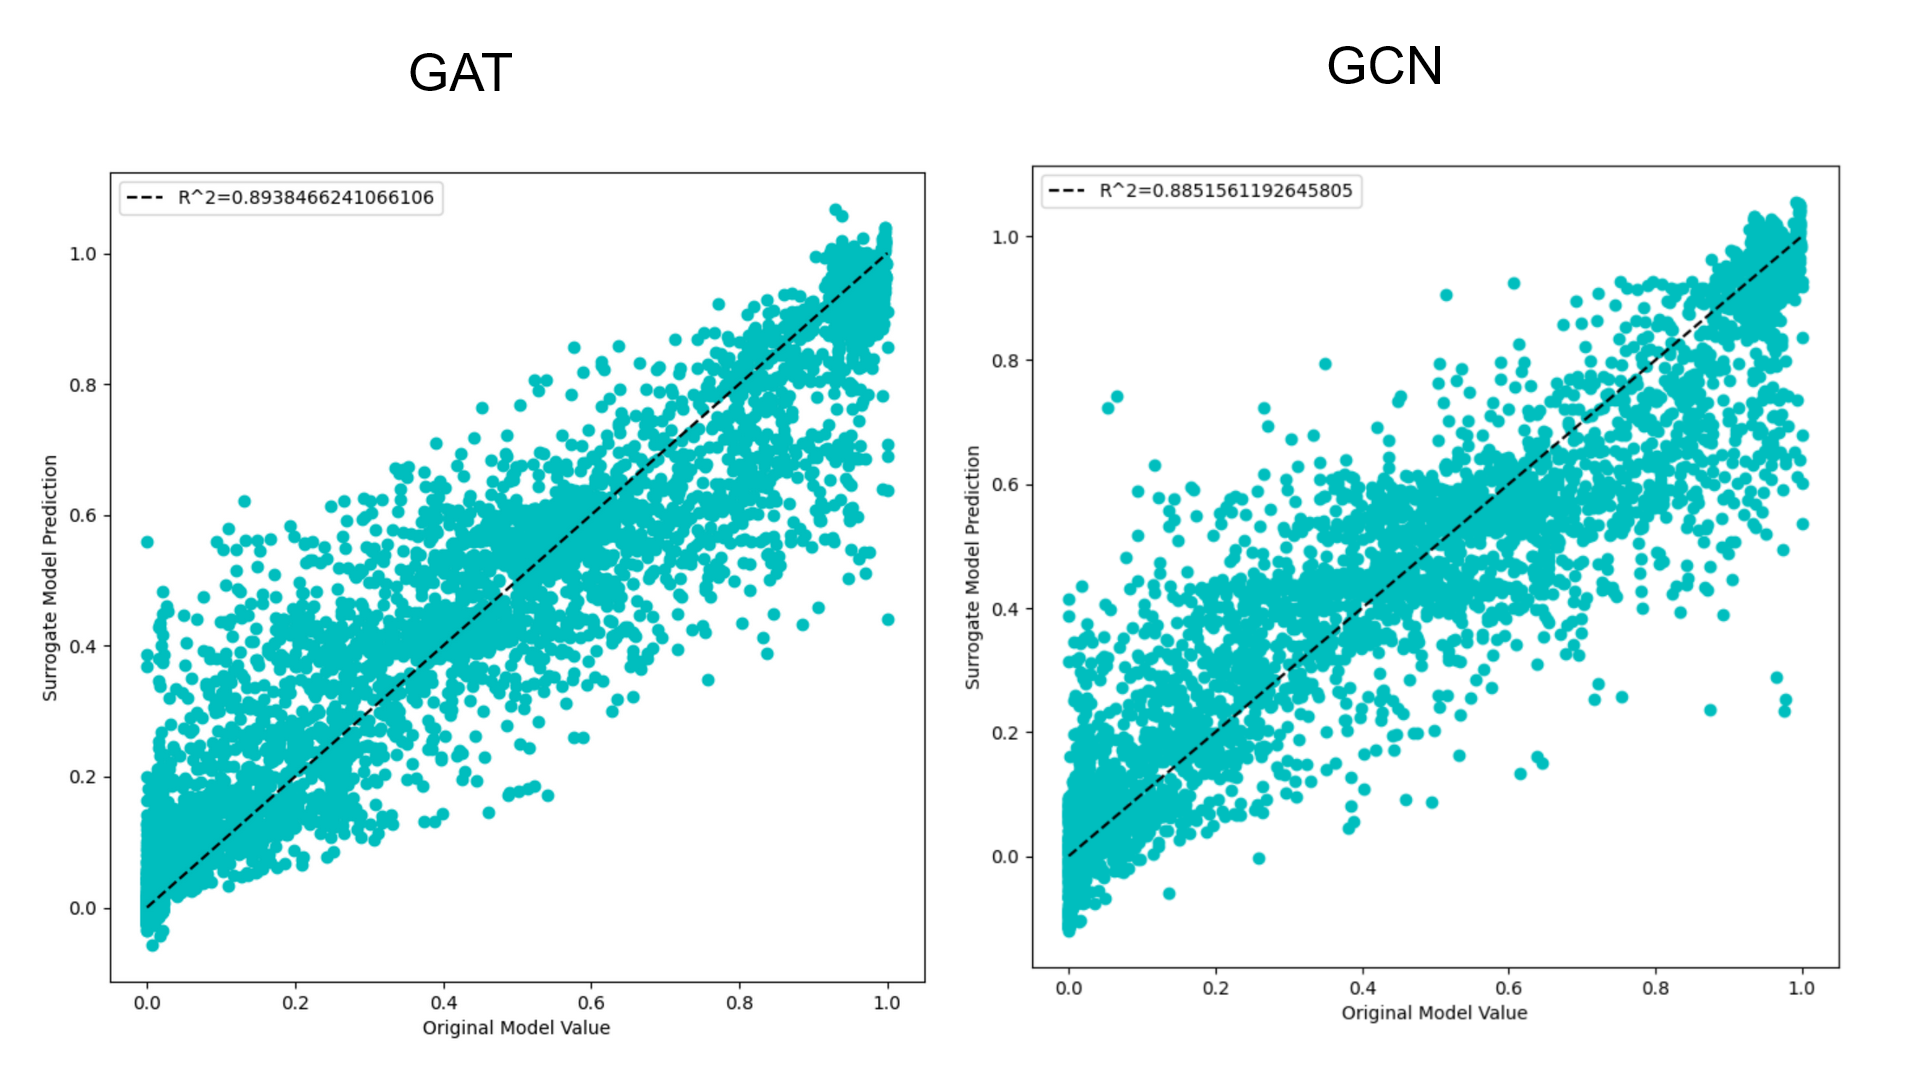 GAT
R^2=0.8938466241066106
Surrogate Model Prediction
1.0
0.8
0.6
0.4
0.2
0.0
0.0 0.2 0.4 0.6 0.8 1.0
Original Model Value
GCN
R^2=0.8851561192645805
Surrogate Model Prediction
1.0
0.8
0.6
0.4
0.2
0.0
0.0 0.2 0.4 0.6 0.8 1.0
Original Model Value